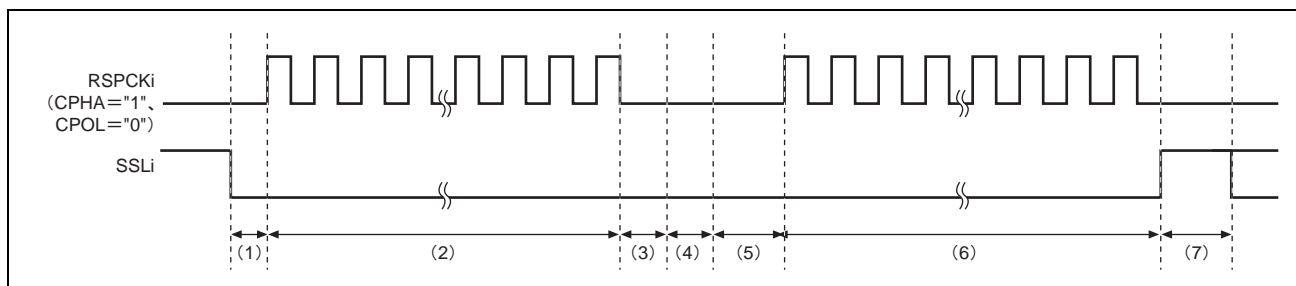 RSPCKi
（CPHA＝"1"、
CPOL＝"0"）
SSLi
（1） （2） （3） （4） （5） （6） （7）